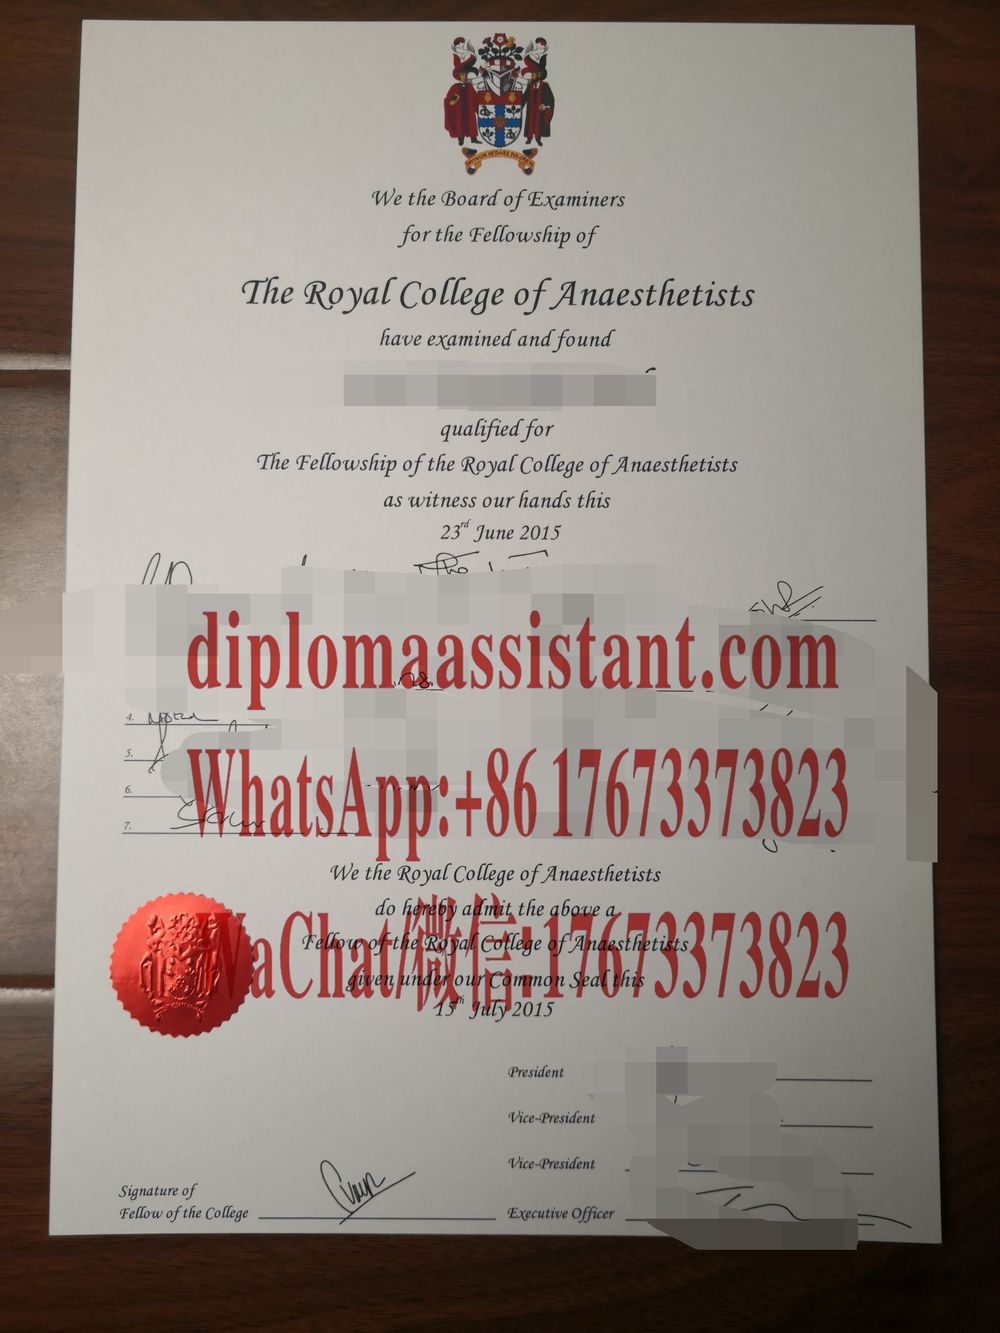 We the Board of Examiners
for the Fellowship of
The Royal College of Anaesthetists
have examined and found
qualified for
The Fellowship of the Royal College of Anaesthetists
as witness our hands this
23rd June 2015
diplomaassistant.com
4.
5.
WhatsApp:+86 17673373823
6.
7.
We the Royal College of Anaesthetists
do hereby admit the above a
Fellow of the Royal College of Anaesthetists
WaChat/微信:17673373823
given under our Common Seal this
15th July 2015
President
Vice-President
Vice-President
Signature of
Fellow of the College
Executive Officer